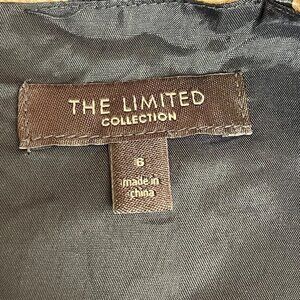 THE LIMITED
COLLECTION
6
made in
china